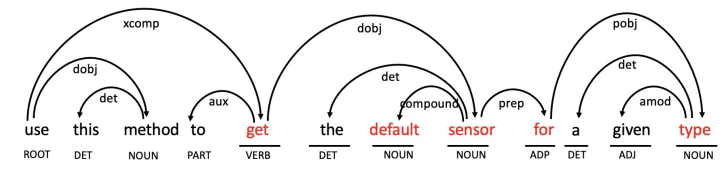 xcomp
dobj
pobj
dobj
det
det
det
aux
compound
prep
amod
use this method to get the default sensor for a given type
ROOT DET NOUN PART VERB DET NOUN NOUN ADP DET ADJ NOUN